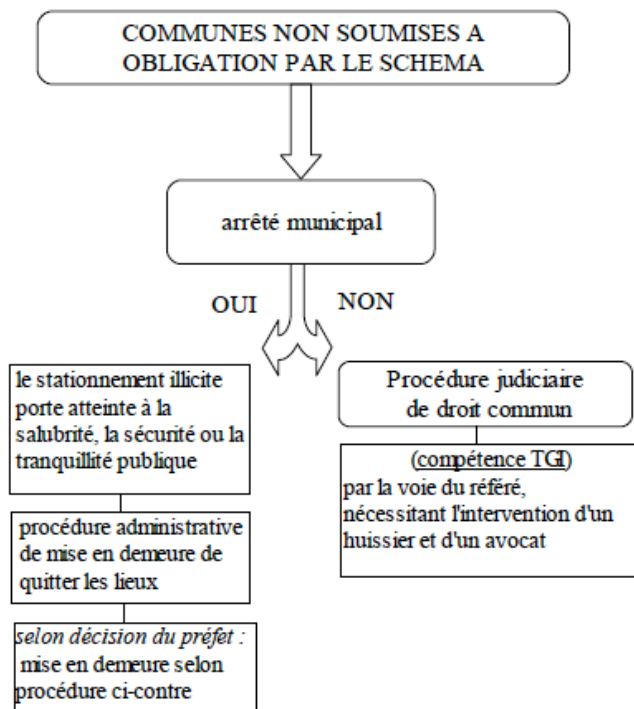 COMMUNES NON SOUMISES A
OBLIGATION PAR LE SCHEMA
arrêté municipal
OUI
NON
le stationnement illicite
porte atteinte à la
salubrité, la sécurité ou la
tranquillité publique
procédure administrative
de mise en demeure de
quitter les lieux
selon décision du préfet :
mise en demeure selon
procédure ci-contre
Procédure judiciaire
de droit commun
(compétence TGI)
par la voie du référé,
nécessitant l'intervention d'un
huissier et d'un avocat